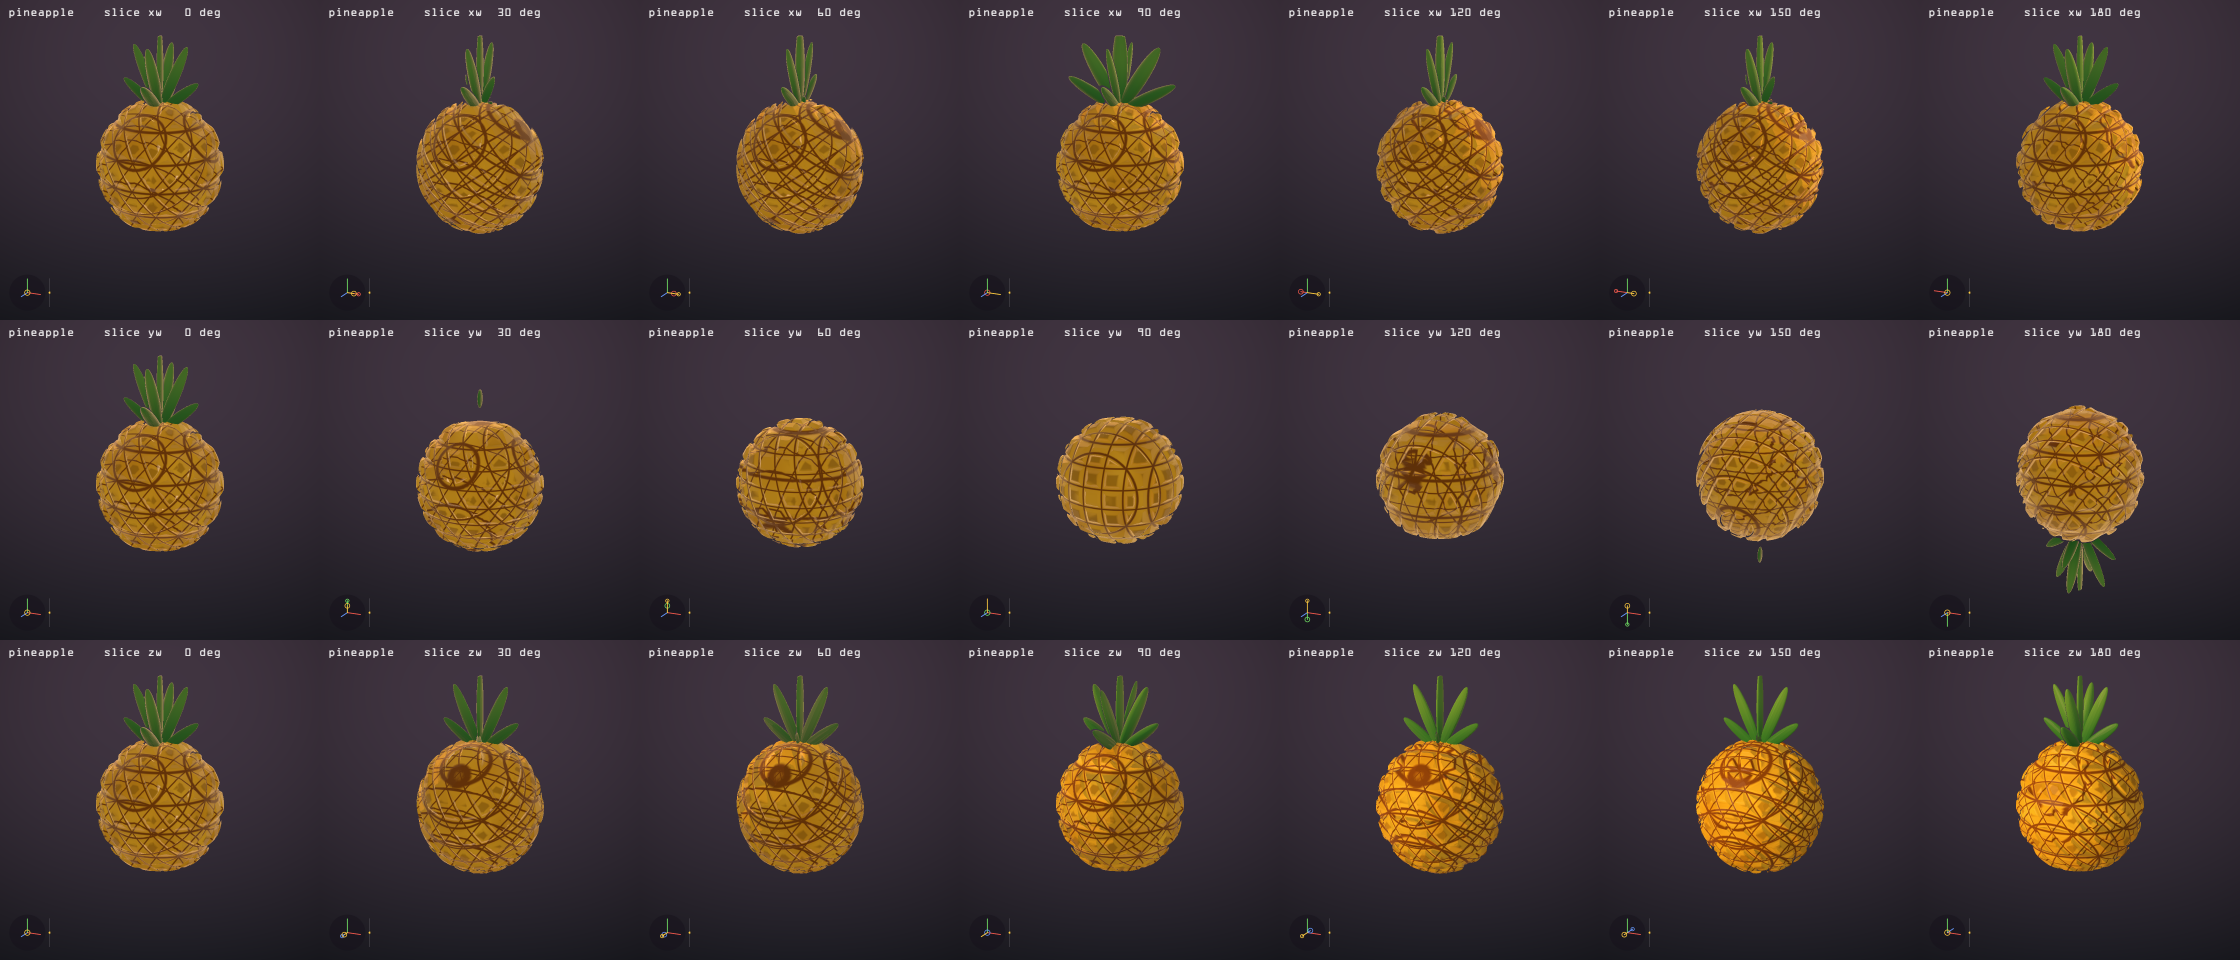 pineapple slice xw 0 deg
pineapple slice xw 30 deg
pineapple slice xw 60 deg
pineapple slice xw 90 deg
pineapple slice xw 120 deg
pineapple slice xw 150 deg
pineapple slice xw 180 deg
pineapple slice yw 0 deg
pineapple slice yw 30 deg
pineapple slice yw 60 deg
pineapple slice yw 90 deg
pineapple slice yw 120 deg
pineapple slice yw 150 deg
pineapple slice yw 180 deg
pineapple slice zw 0 deg
pineapple slice zw 30 deg
pineapple slice zw 60 deg
pineapple slice zw 90 deg
pineapple slice zw 120 deg
pineapple slice zw 150 deg
pineapple slice zw 180 deg